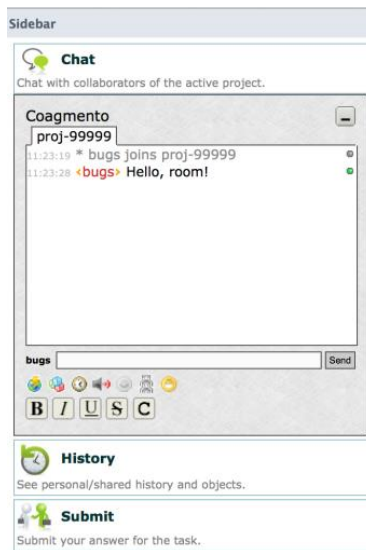 Sidebar
Chat
Chat with collaborators of the active project.
Coagmento
proj-99999
11:23:19 * bugs joins proj-99999
11:23:28 <bugs> Hello, room!
bugs Send
B I U S C
History
See personal/shared history and objects.
Submit
Submit your answer for the task.